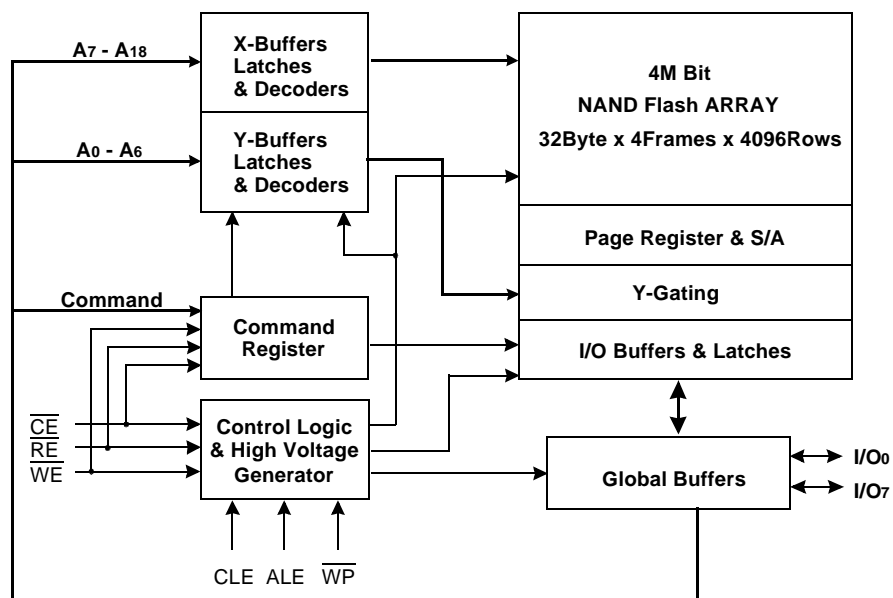 A7 - A18
X-Buffers
Latches
& Decoders
4M Bit
NAND Flash ARRAY
32Byte x 4Frames x 4096Rows
A0 - A6
Y-Buffers
Latches
& Decoders
Page Register & S/A
Y-Gating
Command
Command
Register
I/O Buffers & Latches
CE
RE
WE
Control Logic
& High Voltage
Generator
Global Buffers
I/O0
I/O7
CLE ALE WP